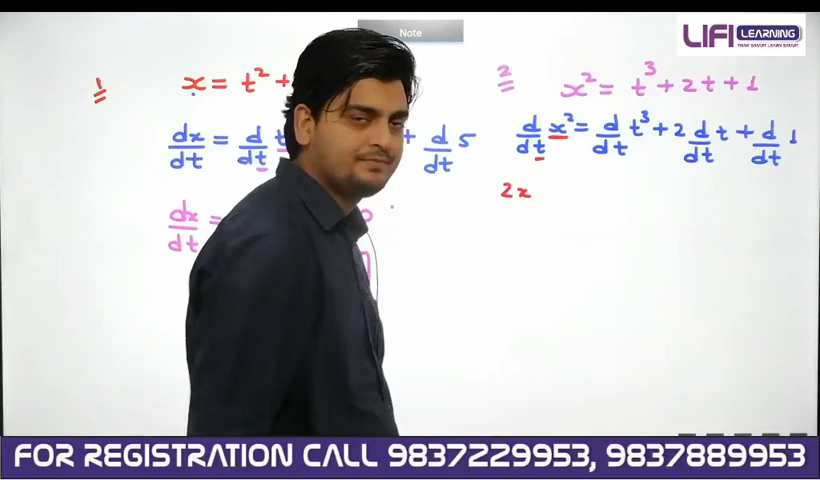 Note
LIFI LEARNING
THINK SMART LEARN SMART
1 x = t² +
dx/dt = d/dt t + d/dt 5
dx/dt = 0
2 x² = t³ + 2t + 1
d/dt x² = d/dt t³ + 2 d/dt t + d/dt 1
2x
FOR REGISTRATION CALL 9837229953, 9837889953